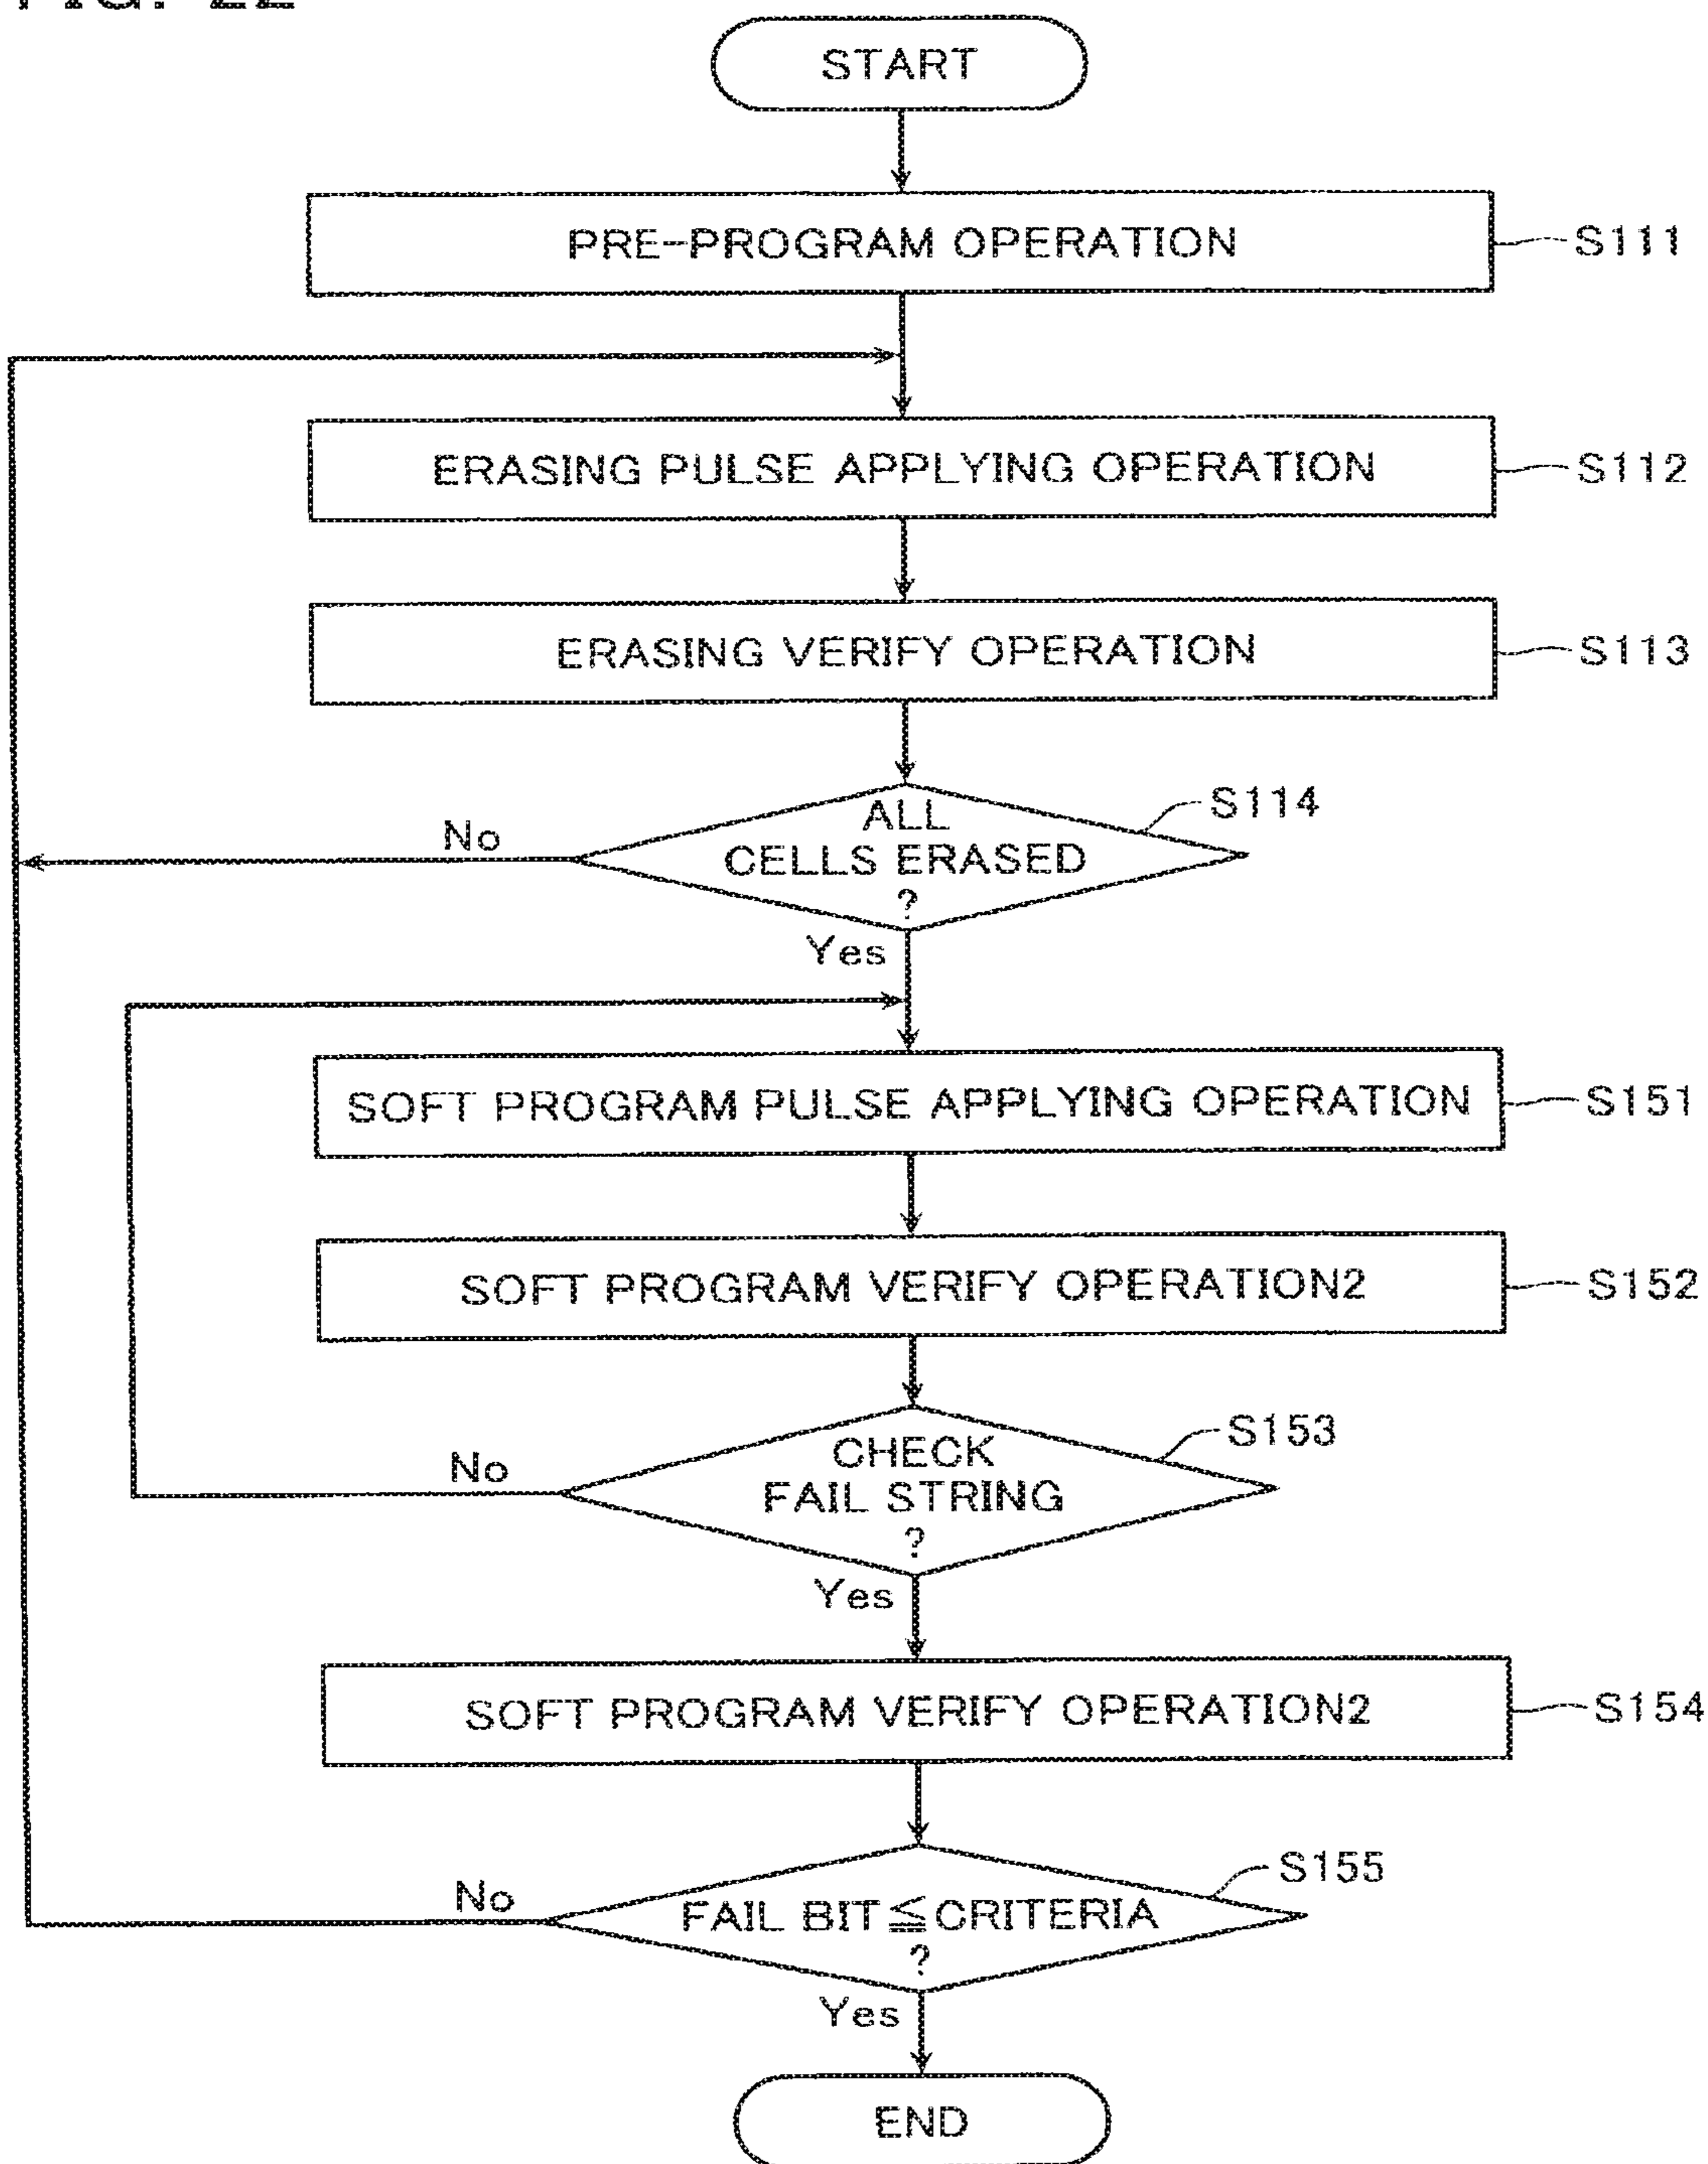 START
PRE-PROGRAM OPERATION
S111
ERASING PULSE APPLYING OPERATION
S112
ERASING VERIFY OPERATION
S113
S114
ALL
CELLS ERASED
?
No
Yes
SOFT PROGRAM PULSE APPLYING OPERATION
S151
SOFT PROGRAM VERIFY OPERATION2
S152
S153
CHECK
FAIL STRING
?
No
Yes
SOFT PROGRAM VERIFY OPERATION2
S154
S155
FAIL BIT≦CRITERIA
?
No
Yes
END